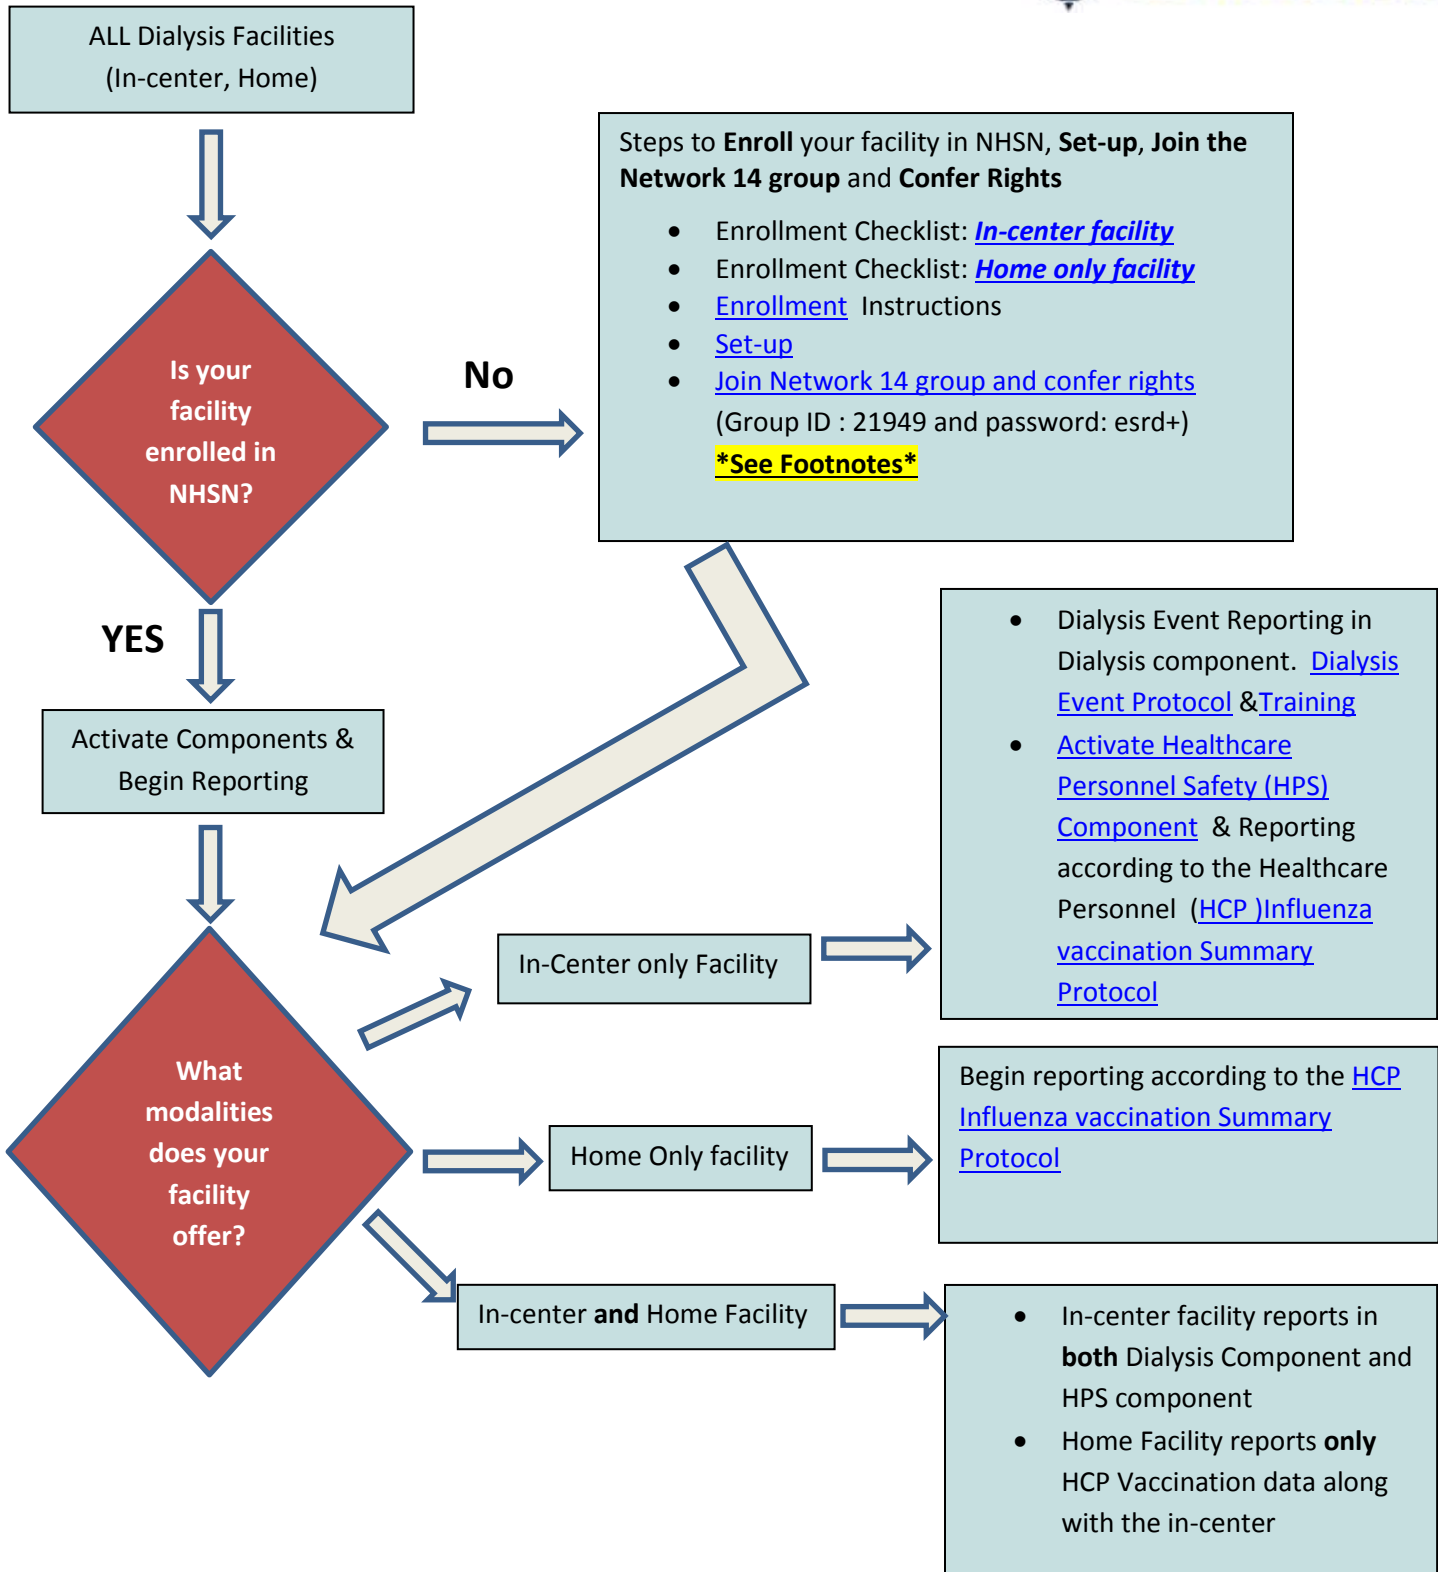 ALL Dialysis Facilities
(In-center, Home)
Steps to Enroll your facility in NHSN, Set-up, Join the
Network 14 group and Confer Rights
• Enrollment Checklist: In-center facility
• Enrollment Checklist: Home only facility
• Enrollment Instructions
• Set-up
• Join Network 14 group and confer rights
(Group ID : 21949 and password: esrd+)
*See Footnotes*
Is your
facility
enrolled in
NHSN?
No
YES
Activate Components &
Begin Reporting
• Dialysis Event Reporting in
Dialysis component. Dialysis
Event Protocol &Training
• Activate Healthcare
Personnel Safety (HPS)
Component & Reporting
according to the Healthcare
Personnel (HCP )Influenza
vaccination Summary
Protocol
In-Center only Facility
What
modalities
does your
facility
offer?
Home Only facility
Begin reporting according to the HCP
Influenza vaccination Summary
Protocol
In-center and Home Facility
• In-center facility reports in
both Dialysis Component and
HPS component
• Home Facility reports only
HCP Vaccination data along
with the in-center